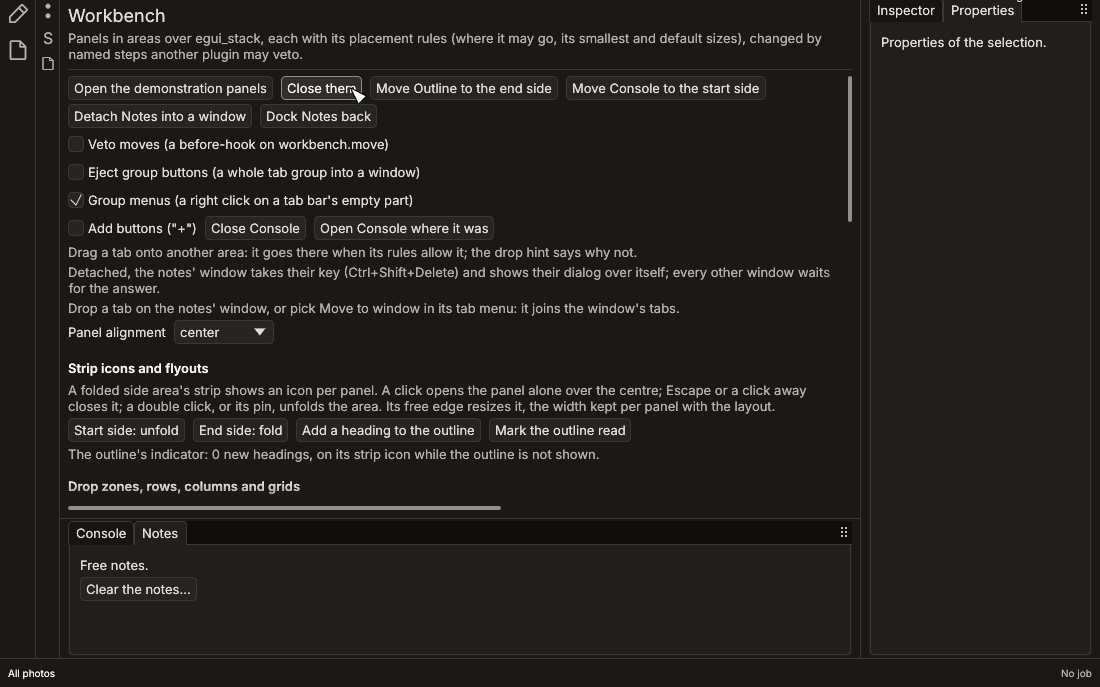 Workbench
Panels in areas over egui_stack, each with its placement rules (where it may go, its smallest and default sizes), changed by
named steps another plugin may veto.
Open the demonstration panels
Close them
Move Outline to the end side
Move Console to the start side
Detach Notes into a window
Dock Notes back
Veto moves (a before-hook on workbench.move)
Eject group buttons (a whole tab group into a window)
Group menus (a right click on a tab bar's empty part)
Add buttons ("+")
Close Console
Open Console where it was
Drag a tab onto another area: it goes there when its rules allow it; the drop hint says why not.
Detached, the notes' window takes their key (Ctrl+Shift+Delete) and shows their dialog over itself; every other window waits
for the answer.
Drop a tab on the notes' window, or pick Move to window in its tab menu: it joins the window's tabs.
Panel alignment
center
Strip icons and flyouts
A folded side area's strip shows an icon per panel. A click opens the panel alone over the centre; Escape or a click away
closes it; a double click, or its pin, unfolds the area. Its free edge resizes it, the width kept per panel with the layout.
Start side: unfold
End side: fold
Add a heading to the outline
Mark the outline read
The outline's indicator: 0 new headings, on its strip icon while the outline is not shown.
Drop zones, rows, columns and grids
Console
Notes
Free notes.
Clear the notes...
Inspector
Properties
Properties of the selection.
S
All photos
No job